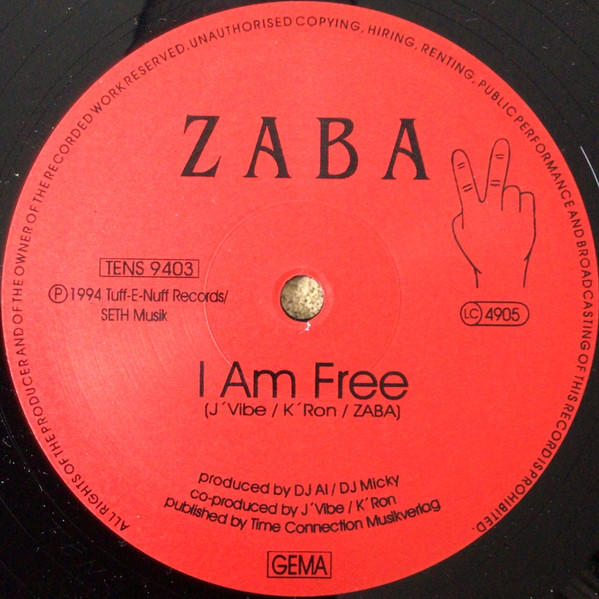 ALL RIGHTS OF THE PRODUCER AND OF THE OWNER OF THE RECORDED WORK RESERVED. UNAUTHORISED COPYING, HIRING, RENTING, PUBLIC PERFORMANCE AND BROADCASTING OF THIS RECORD IS PROHIBITED.
ZABA
TENS 9403
Ⓟ 1994 Tuff-E-Nuff Records/
SETH Musik
LC 4905
I Am Free
(J´Vibe / K´Ron / ZABA)
produced by DJ Al / DJ Micky
co-produced by J´Vibe / K´Ron
published by Time Connection Musikverlag
GEMA